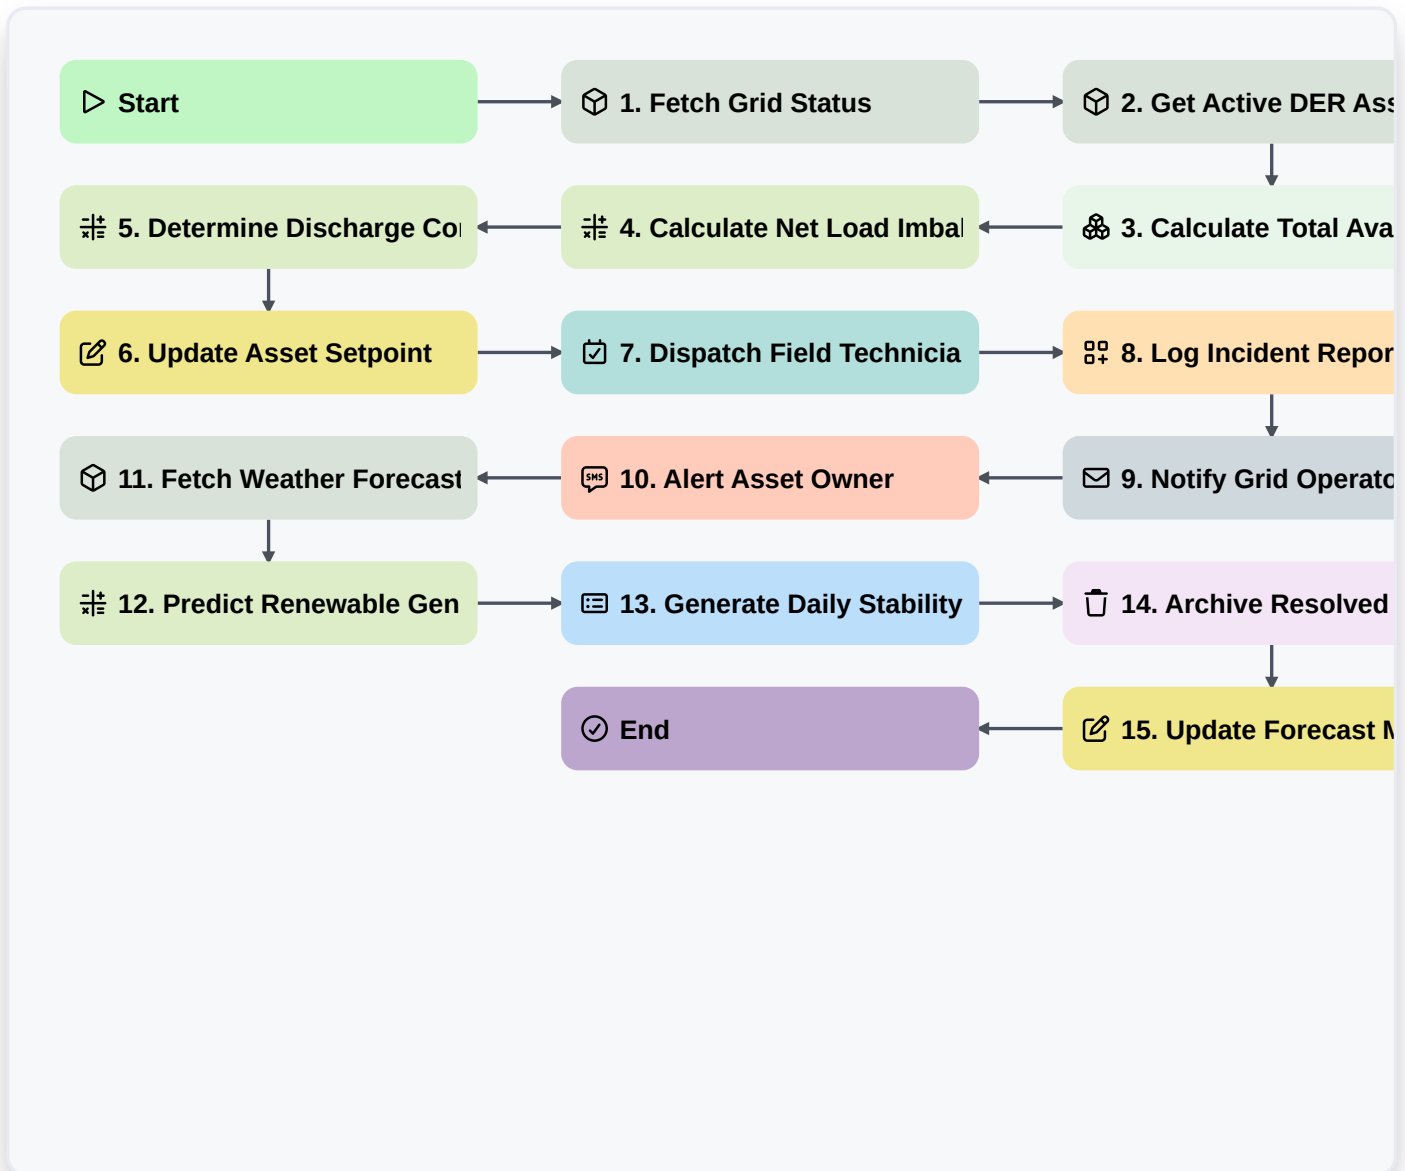 Start
1. Fetch Grid Status
2. Get Active DER Ass
5. Determine Discharge Co
4. Calculate Net Load Imbal
3. Calculate Total Ava
6. Update Asset Setpoint
7. Dispatch Field Technicia
8. Log Incident Repor
11. Fetch Weather Forecast
SMS
10. Alert Asset Owner
9. Notify Grid Operato
12. Predict Renewable Gen
13. Generate Daily Stability
14. Archive Resolved
End
15. Update Forecast M